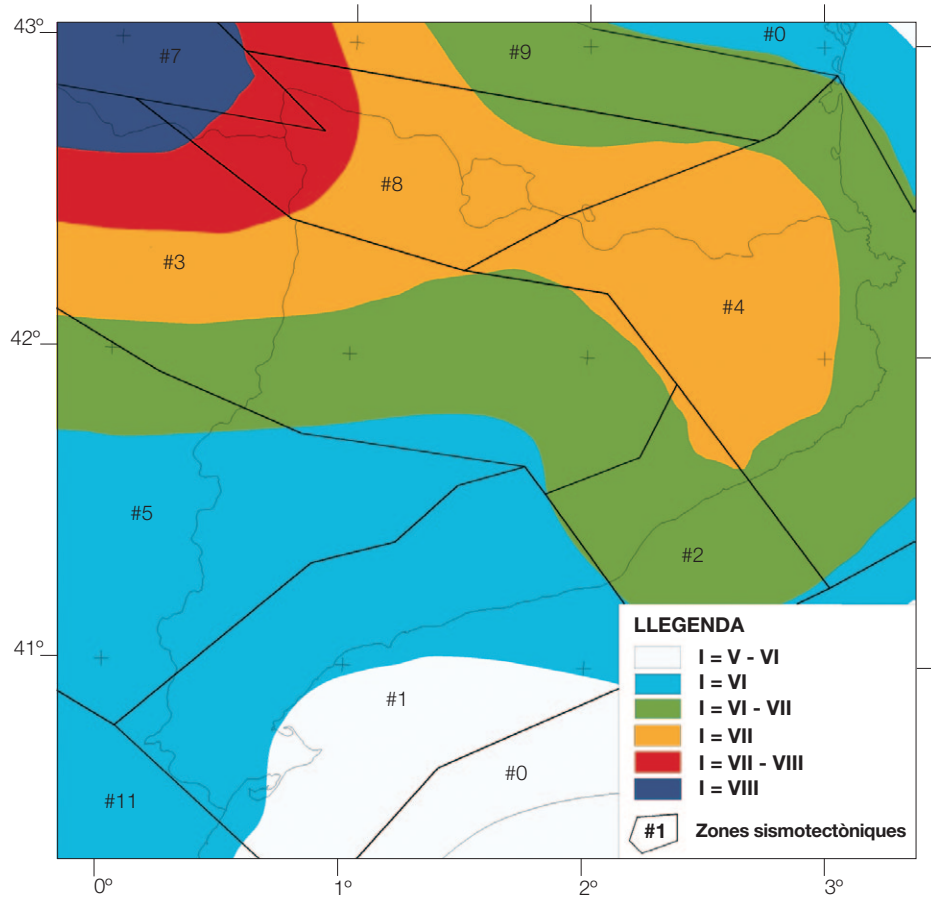 43º
#0
#9
#7
#8
#3
#4
42º
#5
#2
LLEGENDA
I = V - VI
41º
I = VI
#1
I = VI - VII
I = VII
I = VII - VIII
#0
I = VIII
#11
#1 Zones sismotectòniques
0º 1º 2º 3º